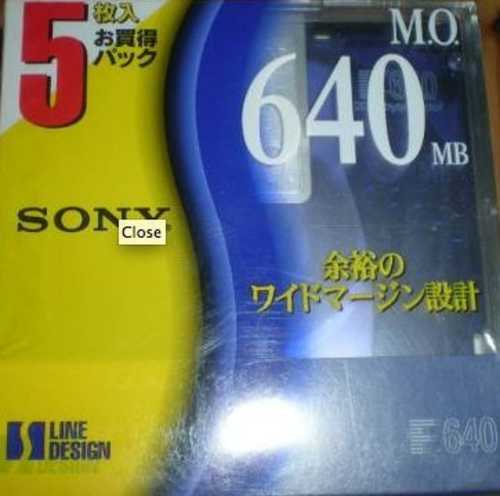 5
枚入
お買得
パック
M.O.
640 MB
SONY
Close
余裕の
ワイドマージン設計
LINE
DESIGN
640